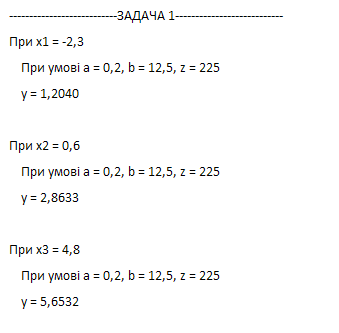 ---------------------------ЗАДАЧА 1---------------------------
При x1 = -2,3
При умові a = 0,2, b = 12,5, z = 225
y = 1,2040
При x2 = 0,6
При умові a = 0,2, b = 12,5, z = 225
y = 2,8633
При x3 = 4,8
При умові a = 0,2, b = 12,5, z = 225
y = 5,6532